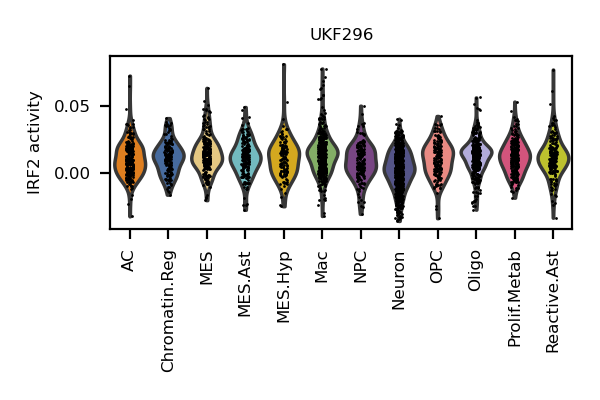 UKF296
IRF2 activity
0.05
0.00
AC
Chromatin.Reg
MES
MES.Ast
MES.Hyp
Mac
NPC
Neuron
OPC
Oligo
Prolif.Metab
Reactive.Ast